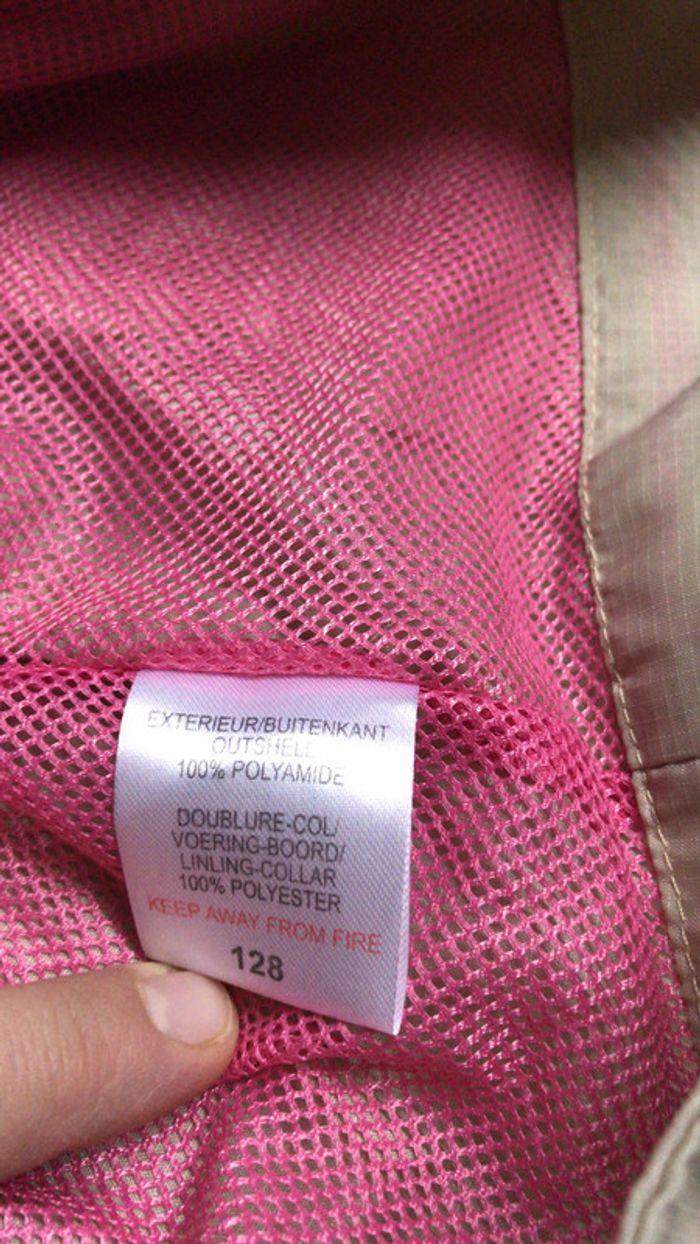 EXTERIEUR/BUITENKANT
OUTSHELL
100% POLYAMIDE
DOUBLURE-COL/
VOERING-BOORD/
LINLING-COLLAR
100% POLYESTER
KEEP AWAY FROM FIRE
128